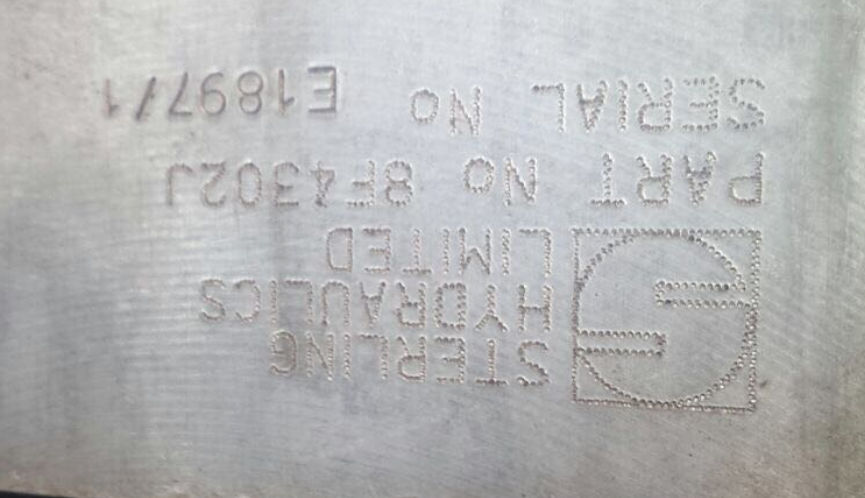 STERLING
HYDRAULICS
LIMITED
PART No 8F4302J
SERIAL No E1897/1